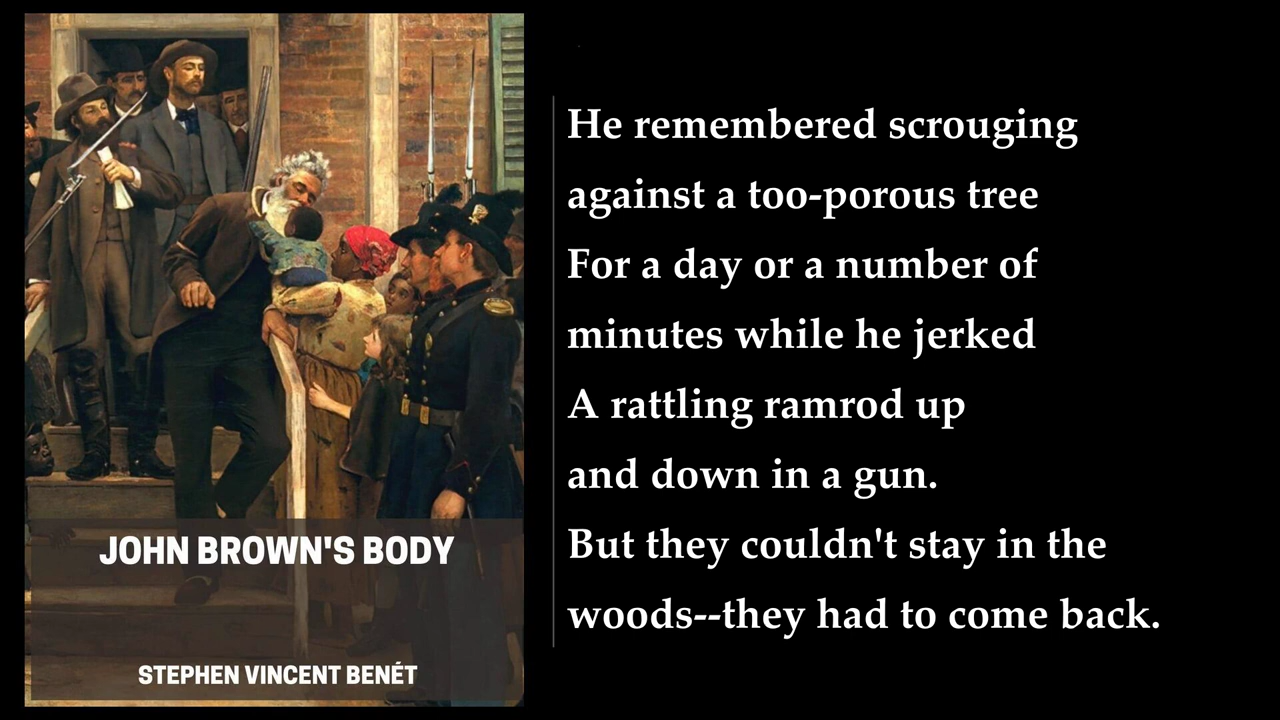 JOHN BROWN'S BODY
STEPHEN VINCENT BENÉT
He remembered scrouging
against a too-porous tree
For a day or a number of
minutes while he jerked
A rattling ramrod up
and down in a gun.
But they couldn't stay in the
woods--they had to come back.